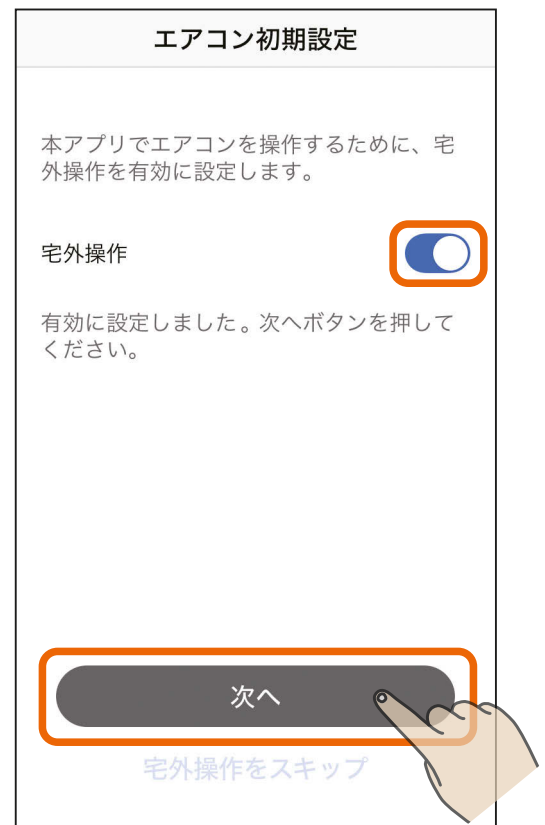 エアコン初期設定
本アプリでエアコンを操作するために、宅
外操作を有効に設定します。
宅外操作
有効に設定しました。次へボタンを押して
ください。
次へ
宅外操作をスキップ